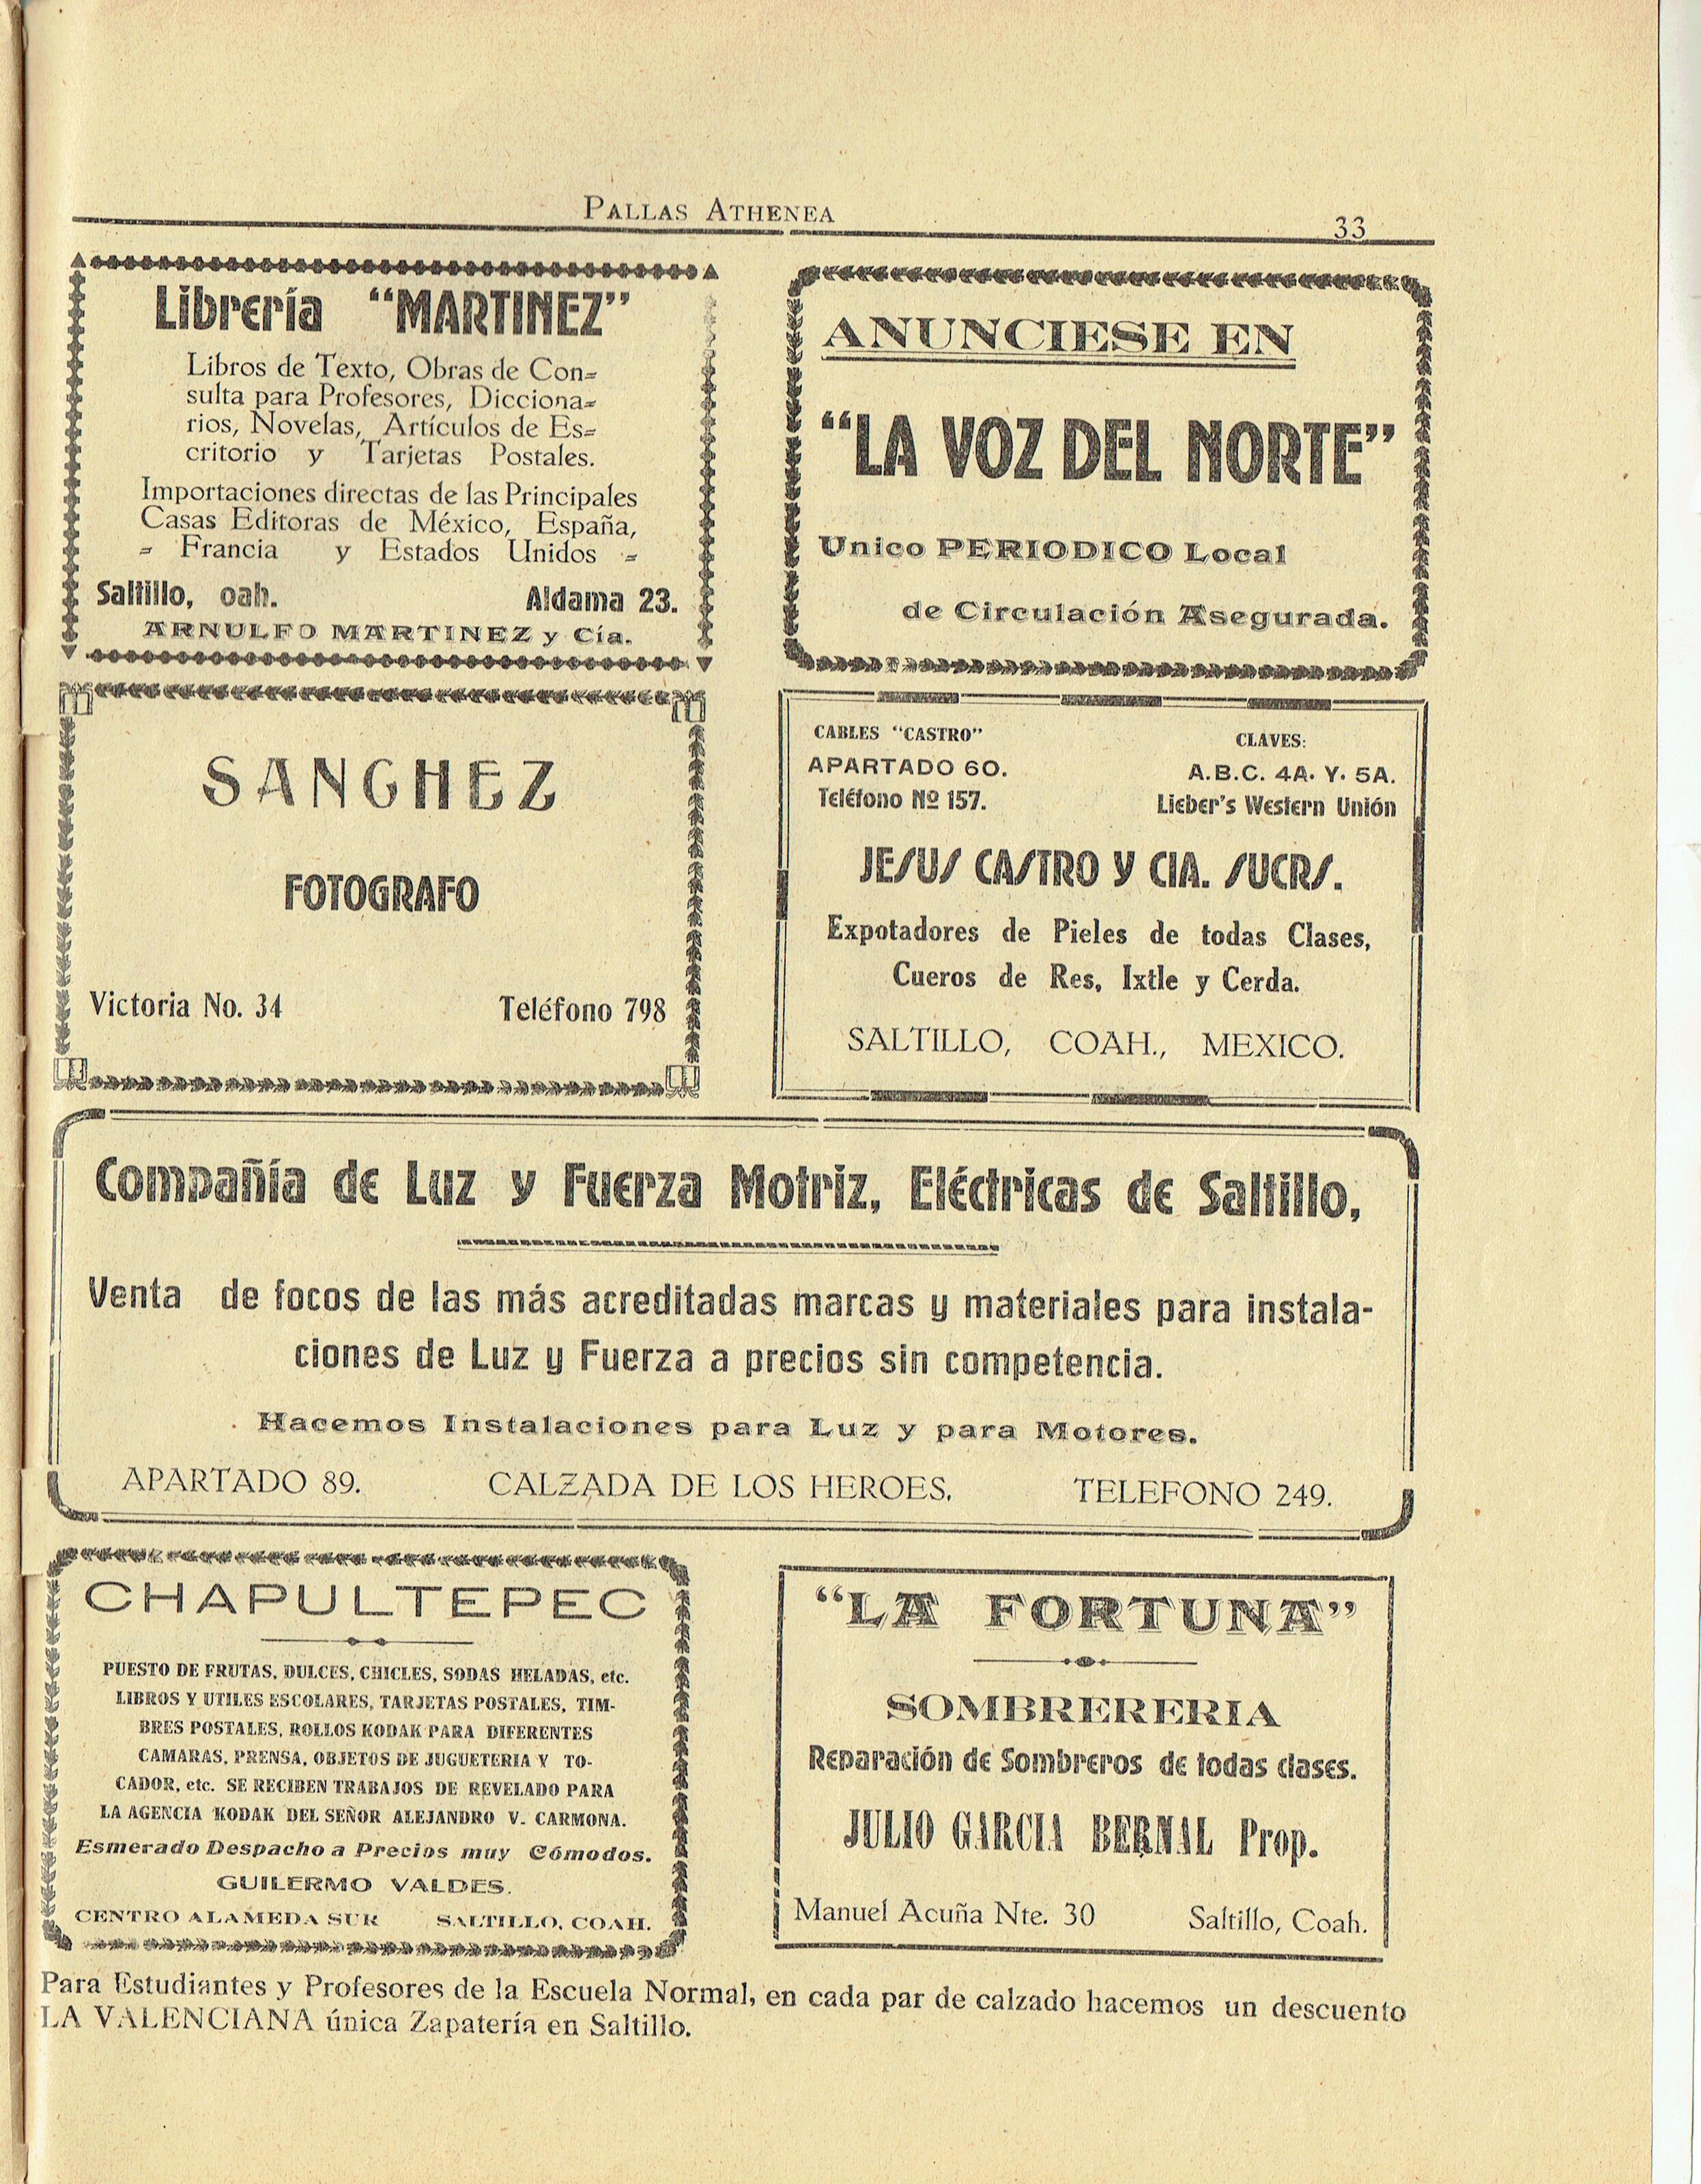 PALLAS ATHENEA
33
Librería "MARTINEZ"
Libros de Texto, Obras de Con=
sulta para Profesores, Dicciona=
rios, Novelas, Artículos de Es=
critorio y Tarjetas Postales.
Importaciones directas de las Principales
Casas Editoras de México, España,
= Francia y Estados Unidos =
Saltillo, oah. Aldama 23.
ARNULFO MARTINEZ y Cía.
ANUNCIESE EN
"LA VOZ DEL NORTE"
Unico PERIODICO Local
de Circulación Asegurada.
SANCHEZ
FOTOGRAFO
Victoria No. 34 Teléfono 798
CABLES "CASTRO"
APARTADO 60.
Teléfono Nº 157.
CLAVES:
A.B.C. 4A. Y. 5A.
Lieber's Western Unión
JESUS CASTRO Y CIA. SUCRS.
Expotadores de Pieles de todas Clases,
Cueros de Res, Ixtle y Cerda.
SALTILLO, COAH., MEXICO.
Compañía de Luz y Fuerza Motriz, Eléctricas de Saltillo,
Venta de focos de las más acreditadas marcas y materiales para instala-
ciones de Luz y Fuerza a precios sin competencia.
Hacemos Instalaciones para Luz y para Motores.
APARTADO 89. CALZADA DE LOS HEROES. TELEFONO 249.
CHAPULTEPEC
PUESTO DE FRUTAS, DULCES, CHICLES, SODAS HELADAS, etc.
LIBROS Y UTILES ESCOLARES, TARJETAS POSTALES, TIM-
BRES POSTALES, ROLLOS KODAK PARA DIFERENTES
CAMARAS, PRENSA, OBJETOS DE JUGUETERIA Y TO-
CADOR, etc. SE RECIBEN TRABAJOS DE REVELADO PARA
LA AGENCIA KODAK DEL SEÑOR ALEJANDRO V. CARMONA.
Esmerado Despacho a Precios muy Cómodos.
GUILERMO VALDES.
CENTRO ALAMEDA SUR SALTILLO, COAH.
"LA FORTUNA"
SOMBRERERIA
Reparación de Sombreros de todas clases.
JULIO GARCIA BERNAL Prop.
Manuel Acuña Nte. 30 Saltillo, Coah.
Para Estudiantes y Profesores de la Escuela Normal, en cada par de calzado hacemos un descuento
LA VALENCIANA única Zapatería en Saltillo.